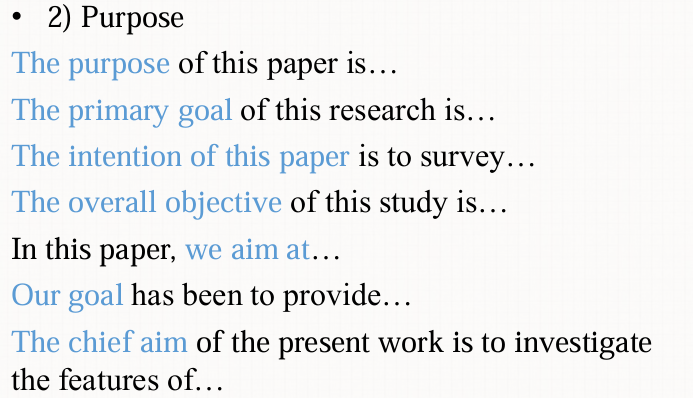 • 2) Purpose
The purpose of this paper is…
The primary goal of this research is…
The intention of this paper is to survey…
The overall objective of this study is…
In this paper, we aim at…
Our goal has been to provide…
The chief aim of the present work is to investigate
the features of…